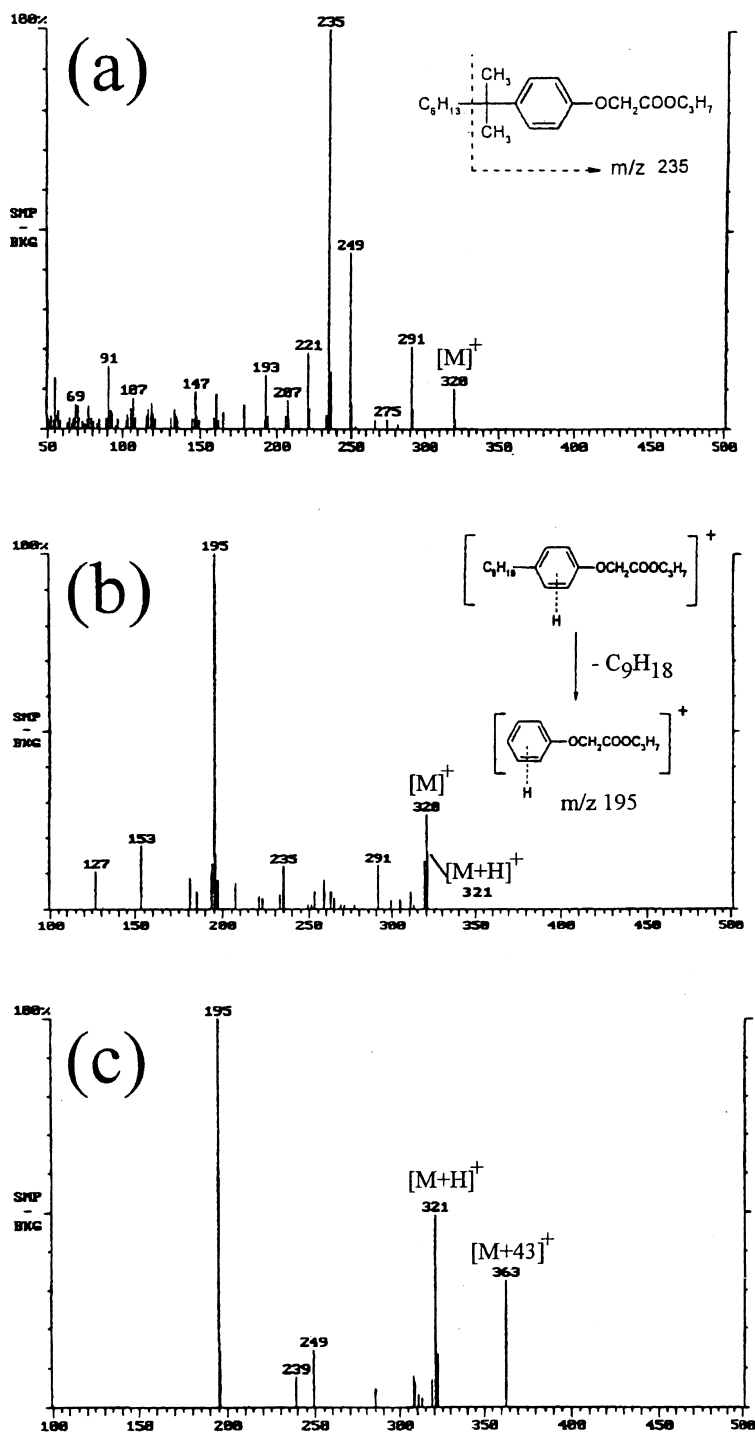 (a)
100%
235
CH₃
C₆H₁₃
OCH₂COOC₃H₇
CH₃
m/z 235
SMP
-
BKG
249
221
291
[M]⁺
320
91
193
69
107
147
207
275
50 100 150 200 250 300 350 400 450 500
(b)
100%
195
+
C₉H₁₉
OCH₂COOC₃H₇
H
- C₉H₁₈
+
OCH₂COOC₃H₇
H
m/z 195
SMP
-
BKG
[M]⁺
320
[M+H]⁺
321
127
153
235
291
100 150 200 250 300 350 400 450 500
(c)
100%
195
SMP
-
BKG
[M+H]⁺
321
[M+43]⁺
363
239
249
100 150 200 250 300 350 400 450 500